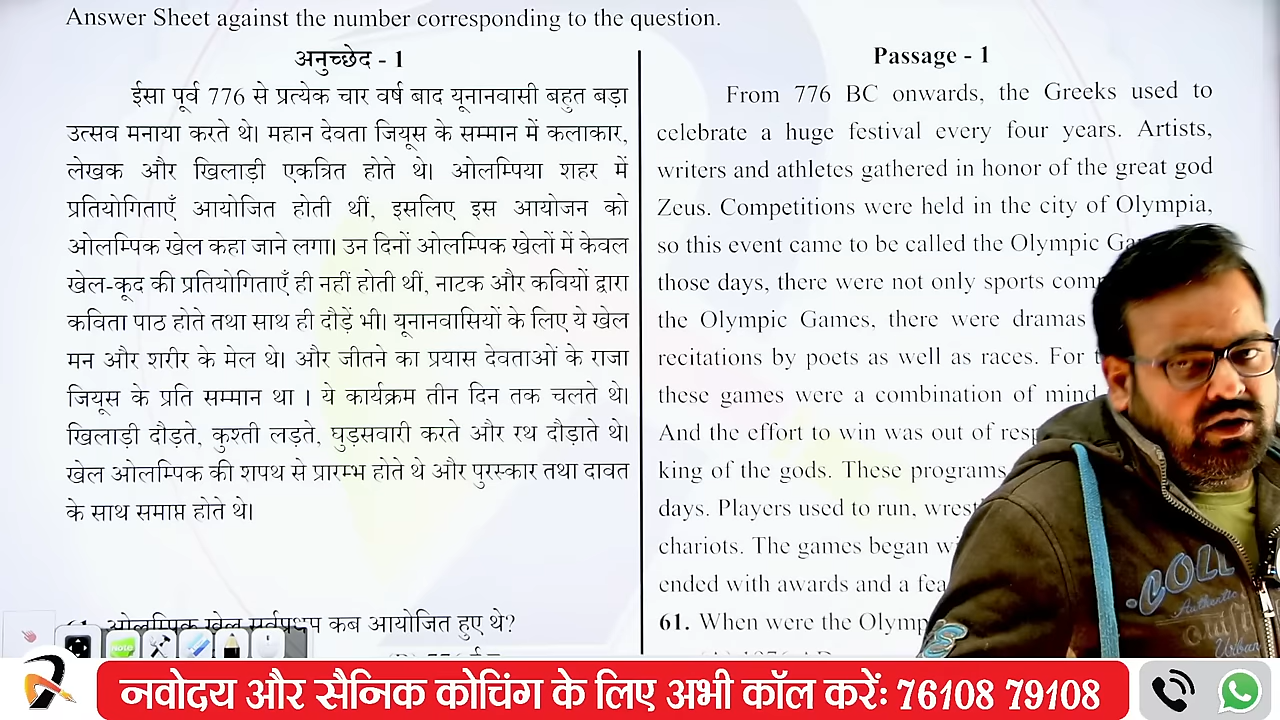 Answer Sheet against the number corresponding to the question.
अनुच्छेद - 1
ईसा पूर्व 776 से प्रत्येक चार वर्ष बाद यूनानवासी बहुत बड़ा
उत्सव मनाया करते थे। महान देवता जियूस के सम्मान में कलाकार,
लेखक और खिलाड़ी एकत्रित होते थे। ओलम्पिया शहर में
प्रतियोगिताएँ आयोजित होती थीं, इसलिए इस आयोजन को
ओलम्पिक खेल कहा जाने लगा। उन दिनों ओलम्पिक खेलों में केवल
खेल-कूद की प्रतियोगिताएँ ही नहीं होती थीं, नाटक और कवियों द्वारा
कविता पाठ होते तथा साथ ही दौड़ें भी। यूनानवासियों के लिए ये खेल
मन और शरीर के मेल थे। और जीतने का प्रयास देवताओं के राजा
जियूस के प्रति सम्मान था । ये कार्यक्रम तीन दिन तक चलते थे।
खिलाड़ी दौड़ते, कुश्ती लड़ते, घुड़सवारी करते और रथ दौड़ाते थे।
खेल ओलम्पिक की शपथ से प्रारम्भ होते थे और पुरस्कार तथा दावत
के साथ समाप्त होते थे।
कब आयोजित हुए थे?
Passage - 1
From 776 BC onwards, the Greeks used to
celebrate a huge festival every four years. Artists,
writers and athletes gathered in honor of the great god
Zeus. Competitions were held in the city of Olympia,
so this event came to be called the Olympic
those days, there were not only sports
the Olympic Games, there were dramas
recitations by poets as well as races. For
these games were a combination of mind
And the effort to win was out of
king of the gods. These programs
days. Players used to run,
chariots. The games began
ended with awards and a
61. When were the
नवोदय और सैनिक कोचिंग के लिए अभी कॉल करें: 76108 79108